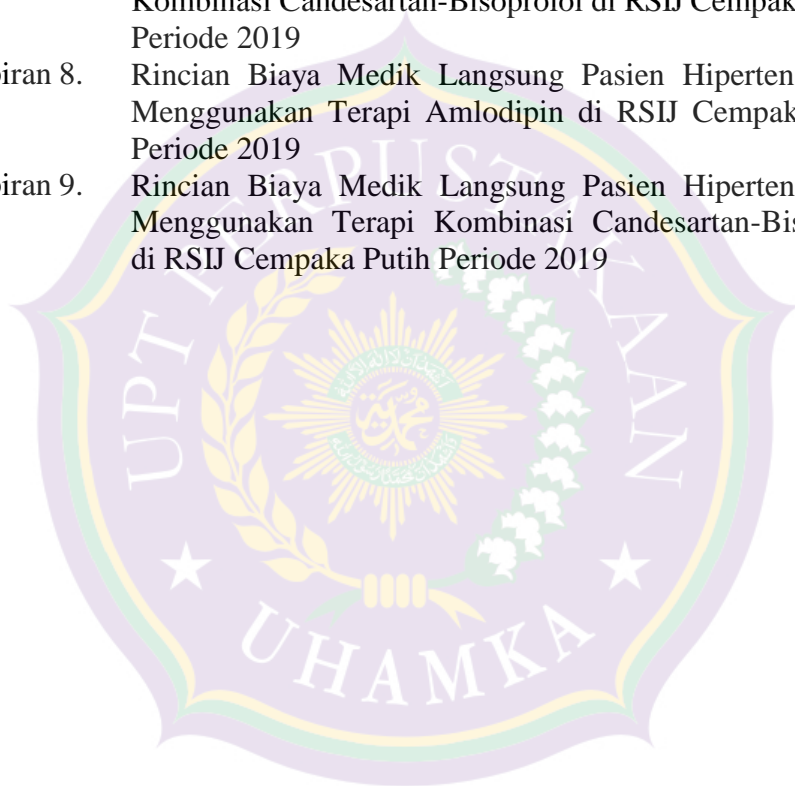 Kombinasi Candesartan-Bisoprolol di RSIJ Cempak
Periode 2019
iran 8. Rincian Biaya Medik Langsung Pasien Hiperten
Menggunakan Terapi Amlodipin di RSIJ Cempak
Periode 2019
iran 9. Rincian Biaya Medik Langsung Pasien Hiperten
Menggunakan Terapi Kombinasi Candesartan-Bis
di RSIJ Cempaka Putih Periode 2019
UPT PERPUSTAKAAN
UHAMKA